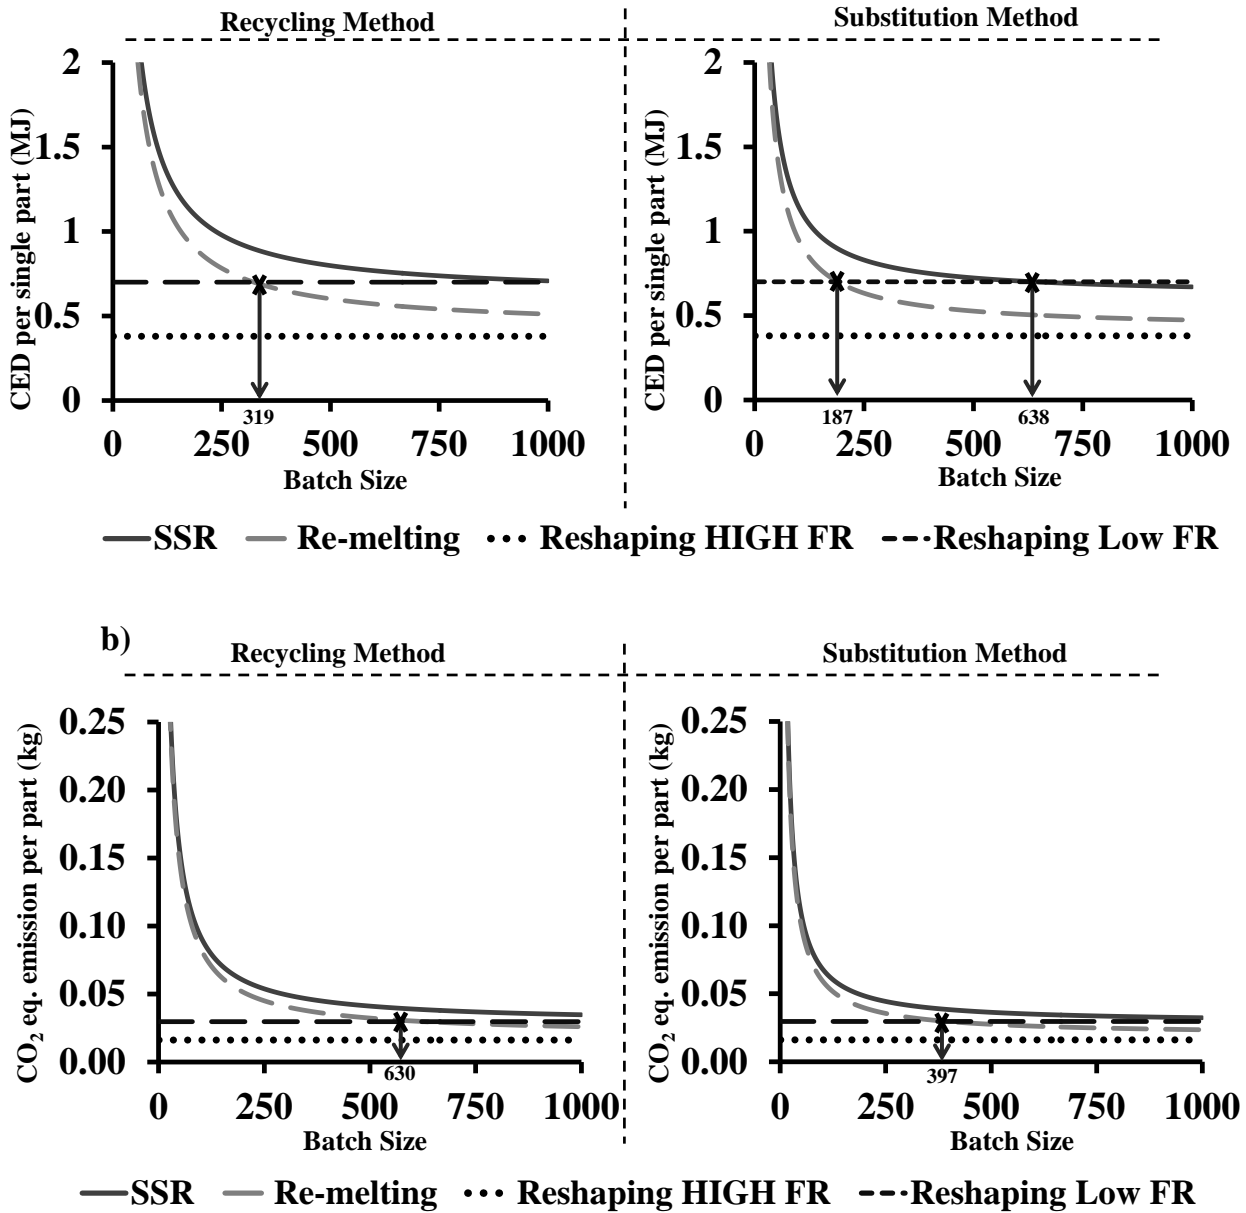 Recycling Method
Substitution Method
CED per single part (MJ)
2
1.5
1
0.5
0
319
0 250 500 750 1000
Batch Size
CED per single part (MJ)
2
1.5
1
0.5
0
187 638
0 250 500 750 1000
Batch Size
SSR Re-melting Reshaping HIGH FR Reshaping Low FR
b)
Recycling Method
Substitution Method
CO₂ eq. emission per part (kg)
0.25
0.20
0.15
0.10
0.05
0.00
630
0 250 500 750 1000
Batch Size
CO₂ eq. emission per part (kg)
0.25
0.20
0.15
0.10
0.05
0.00
397
0 250 500 750 1000
Batch Size
SSR Re-melting Reshaping HIGH FR Reshaping Low FR